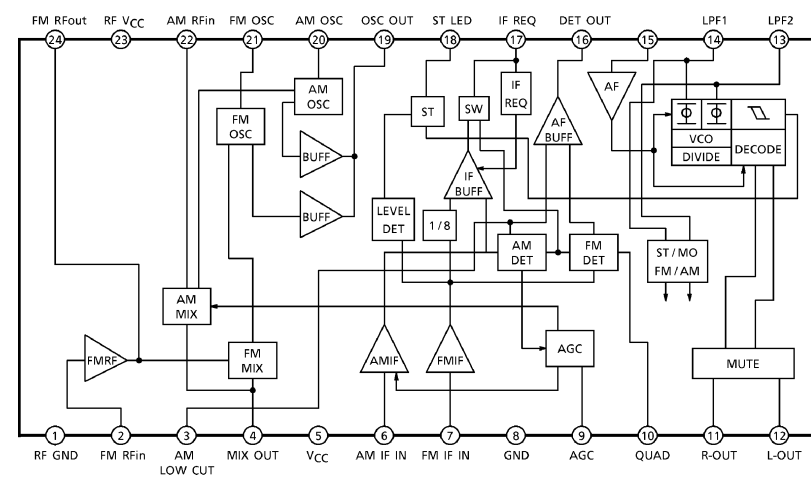 FM RFout RF VCC AM RFin FM OSC AM OSC OSC OUT ST LED IF REQ DET OUT LPF1 LPF2
24 23 22 21 20 19 18 17 16 15 14 13
AM OSC
FM OSC
BUFF
BUFF
ST
SW
IF REQ
AF BUFF
AF
VCO
DIVIDE
DECODE
IF BUFF
LEVEL DET
1/8
AM DET
FM DET
ST/MO
FM/AM
AM MIX
FMRF
FM MIX
AMIF
FMIF
AGC
MUTE
1 2 3 4 5 6 7 8 9 10 11 12
RF GND FM RFin AM LOW CUT MIX OUT VCC AM IF IN FM IF IN GND AGC QUAD R-OUT L-OUT